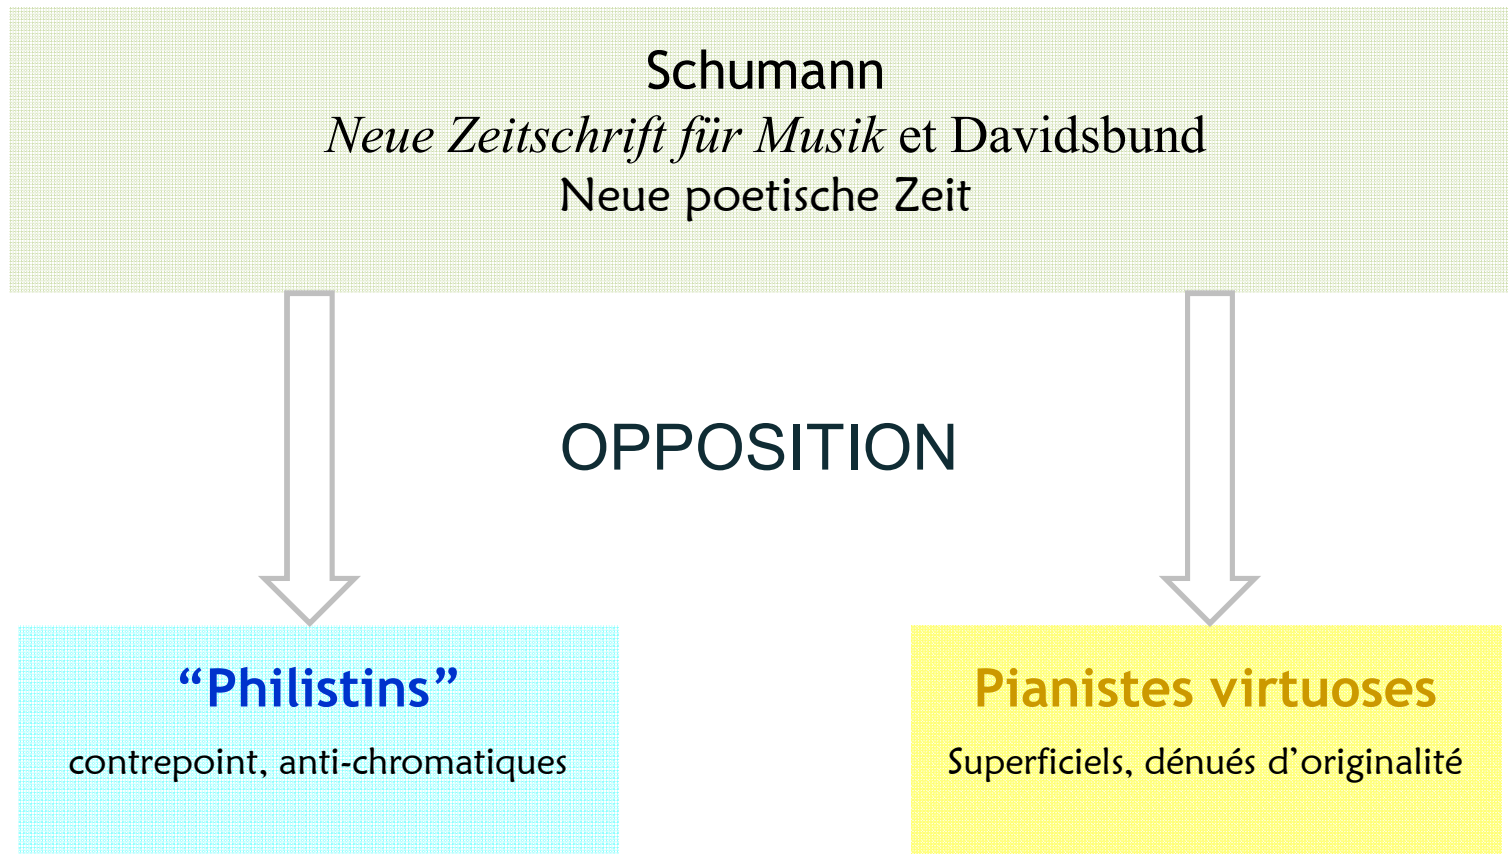 Schumann
Neue Zeitschrift für Musik et Davidsbund
Neue poetische Zeit
OPPOSITION
“Philistins”
contrepoint, anti-chromatiques
Pianistes virtuoses
Superficiels, dénués d’originalité